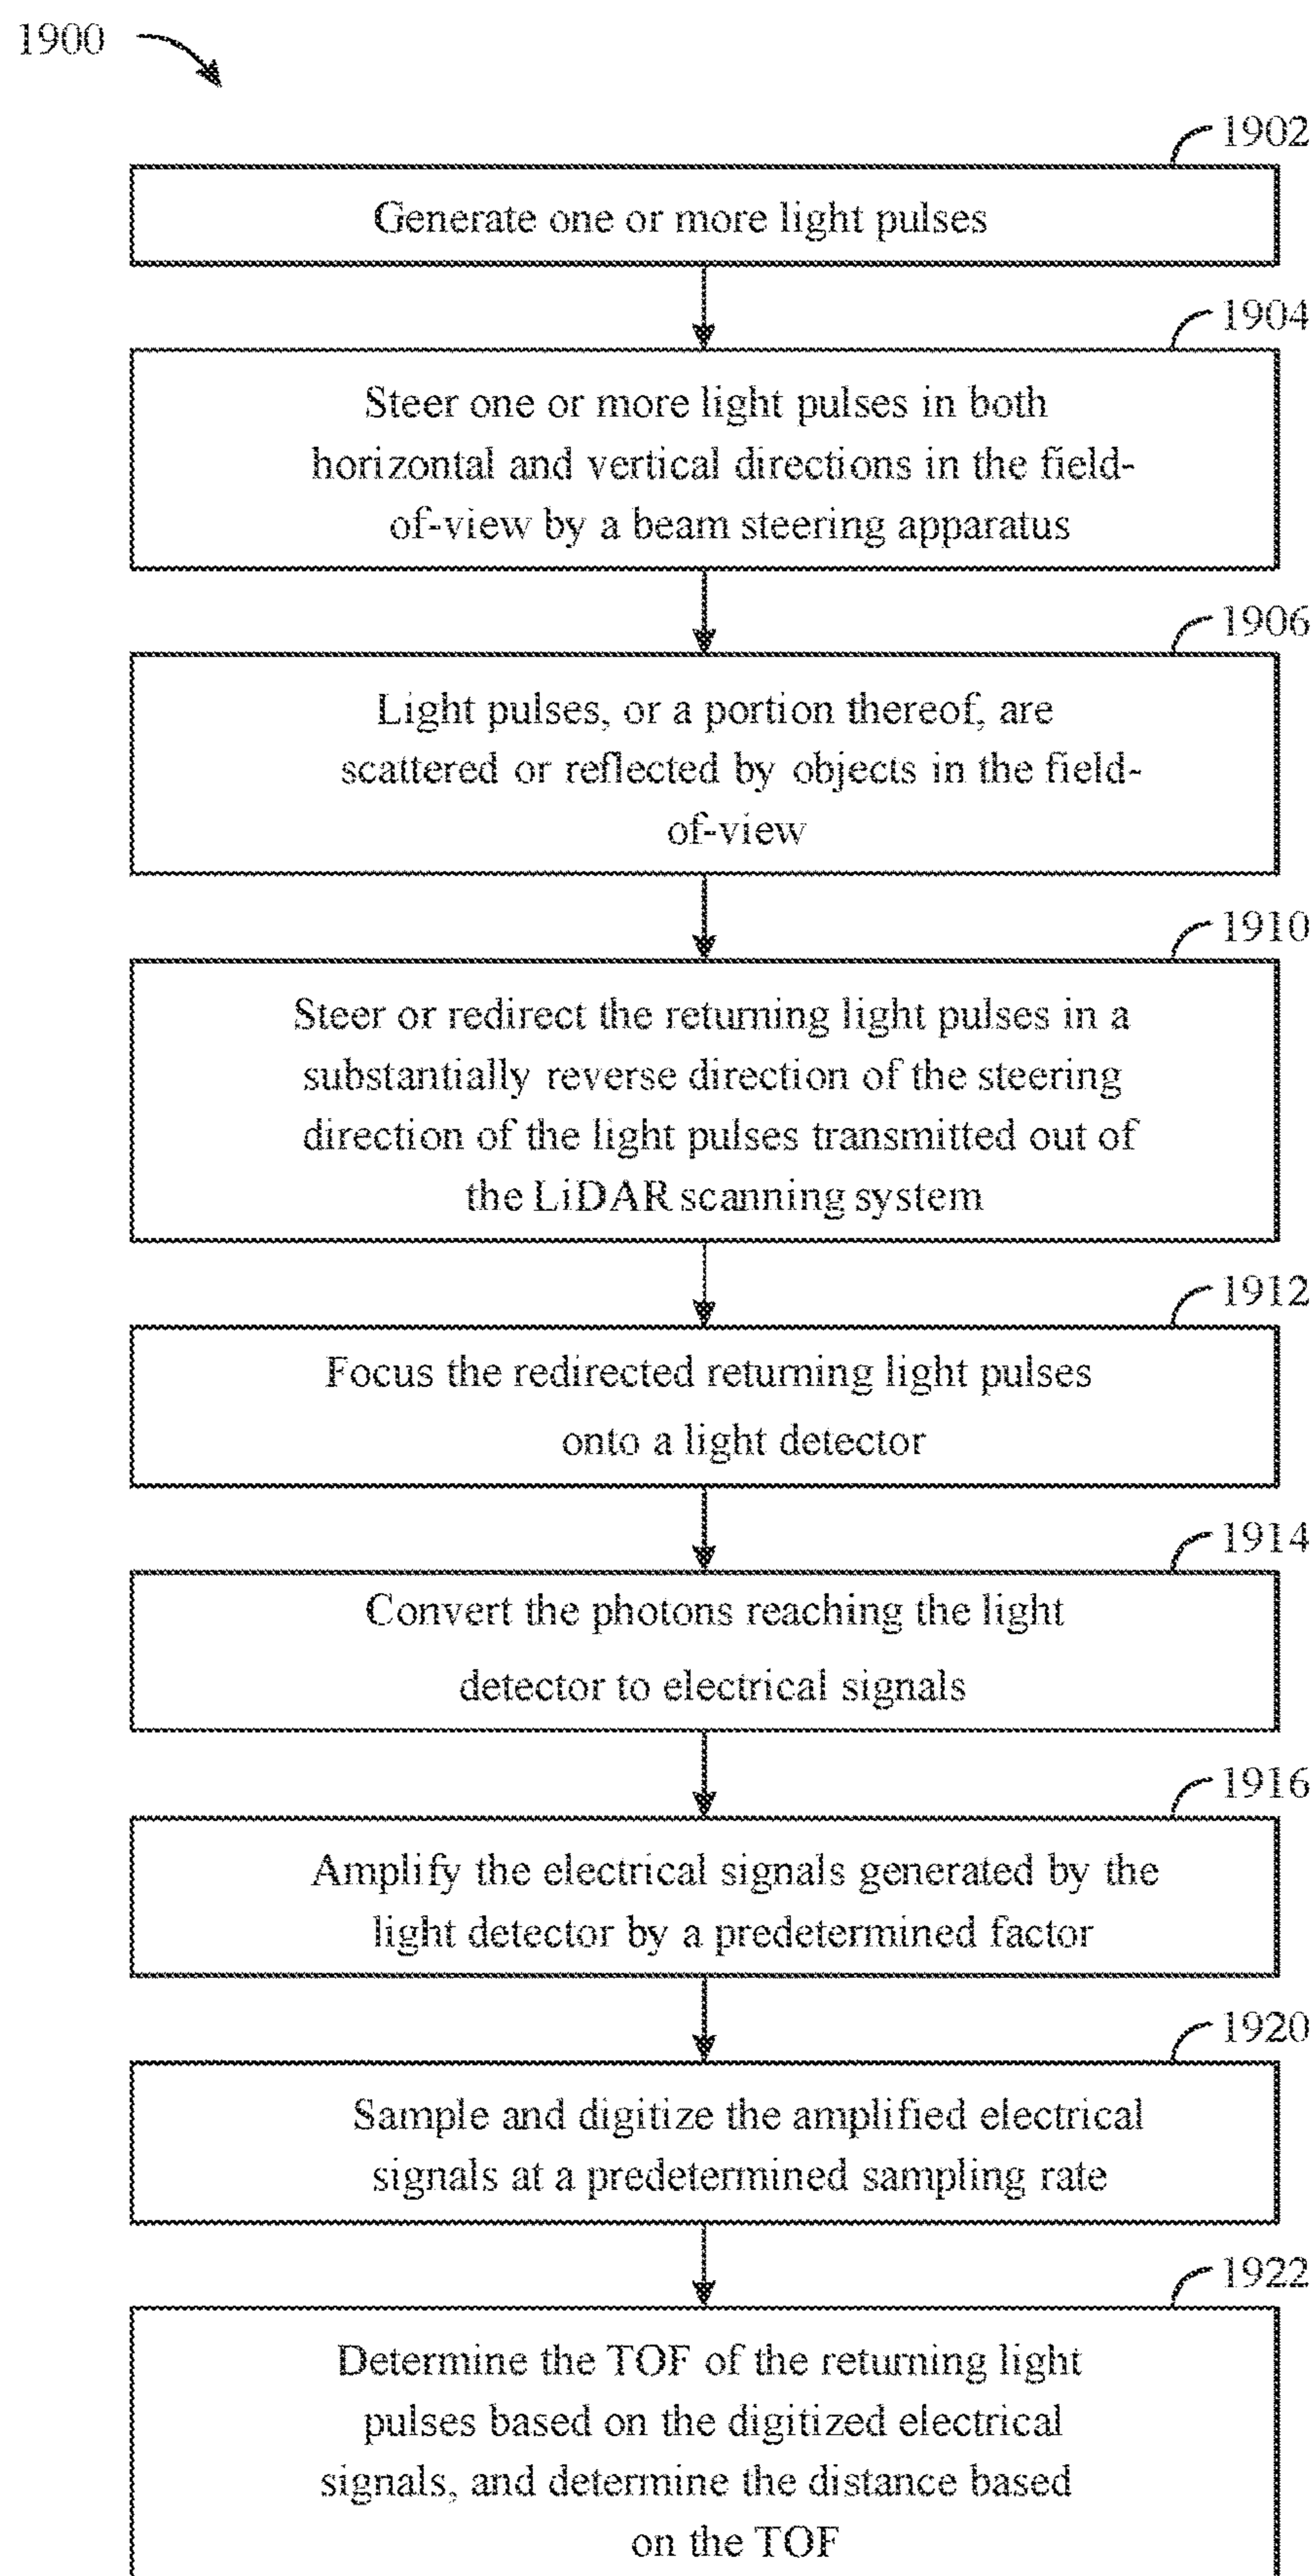 1900
1902
Generate one or more light pulses
1904
Steer one or more light pulses in both
horizontal and vertical directions in the field-
of-view by a beam steering apparatus
1906
Light pulses, or a portion thereof, are
scattered or reflected by objects in the field-
of-view
1910
Steer or redirect the returning light pulses in a
substantially reverse direction of the steering
direction of the light pulses transmitted out of
the LiDAR scanning system
1912
Focus the redirected returning light pulses
onto a light detector
1914
Convert the photons reaching the light
detector to electrical signals
1916
Amplify the electrical signals generated by the
light detector by a predetermined factor
1920
Sample and digitize the amplified electrical
signals at a predetermined sampling rate
1922
Determine the TOF of the returning light
pulses based on the digitized electrical
signals, and determine the distance based
on the TOF